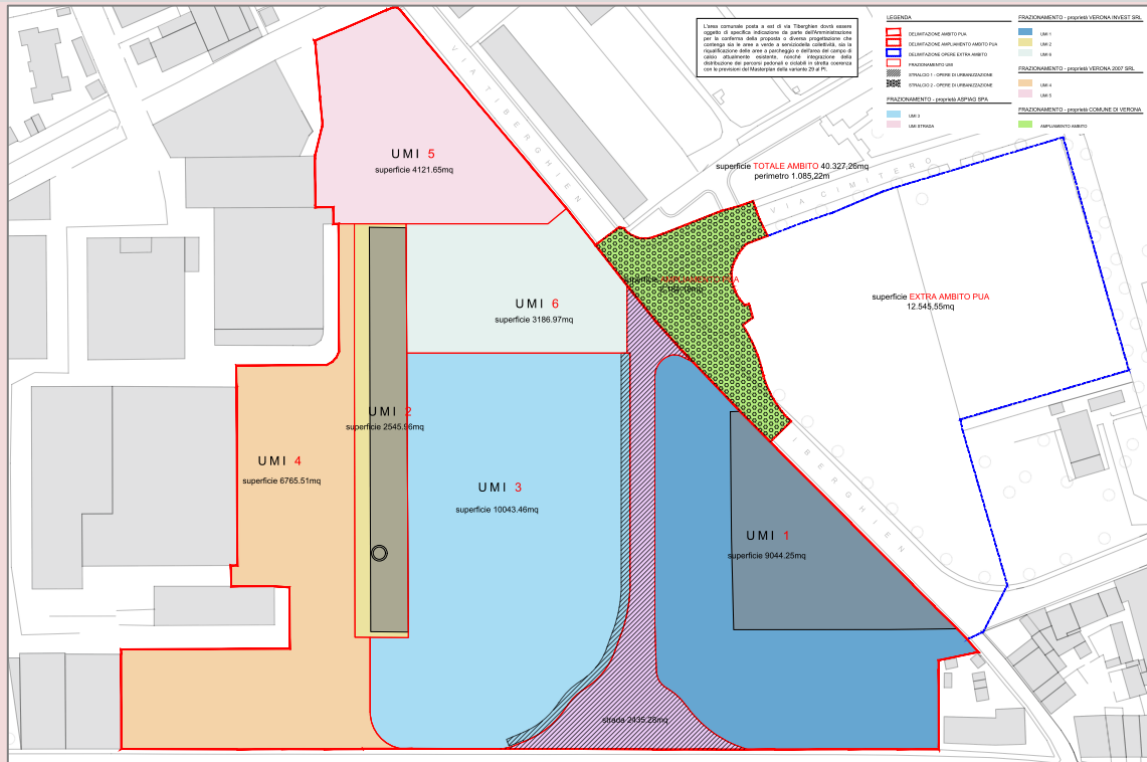 L'area comunale posta a est di via Tiberghien dovrà essere
oggetto di specifica indicazione da parte dell'Amministrazione
per la conferma della proposta o diversa progettazione che
contenga sia le aree a verde a servizio della collettività, sia la
riqualificazione delle aree a parcheggio e dell'area del campo di
calcio attualmente esistente, nonché integrazione della
distribuzione dei percorsi pedonali e ciclabili in stretta coerenza
con le previsioni del Masterplan della variante 29 al PI.
LEGENDA
DELIMITAZIONE AMBITO PUA
DELIMITAZIONE AMPLIAMENTO AMBITO PUA
DELIMITAZIONE OPERE EXTRA AMBITO
FRAZIONAMENTO UMI
STRALCIO 1 - OPERE DI URBANIZZAZIONE
STRALCIO 2 - OPERE DI URBANIZZAZIONE
FRAZIONAMENTO - proprietà ASPIAG SPA
UMI 3
UMI STRADA
FRAZIONAMENTO - proprietà VERONA INVEST SRL
UMI 1
UMI 2
UMI 6
FRAZIONAMENTO - proprietà VERONA 2007 SRL
UMI 4
UMI 5
FRAZIONAMENTO - proprietà COMUNE DI VERONA
AMPLIAMENTO AMBITO
VIA TIBERGHIEN
UMI 5
superficie 4121.65mq
superficie TOTALE AMBITO 40.327,26mq
perimetro 1.085,22m
VIA CIMITERO
superficie
superficie EXTRA AMBITO PUA
12.545,55mq
UMI 6
superficie 3186.97mq
UMI 2
superficie 2545.96mq
UMI 4
superficie 6765.51mq
UMI 3
superficie 10043.46mq
UMI 1
superficie 9044.25mq
TIBERGHIEN
strada 2435.28mq